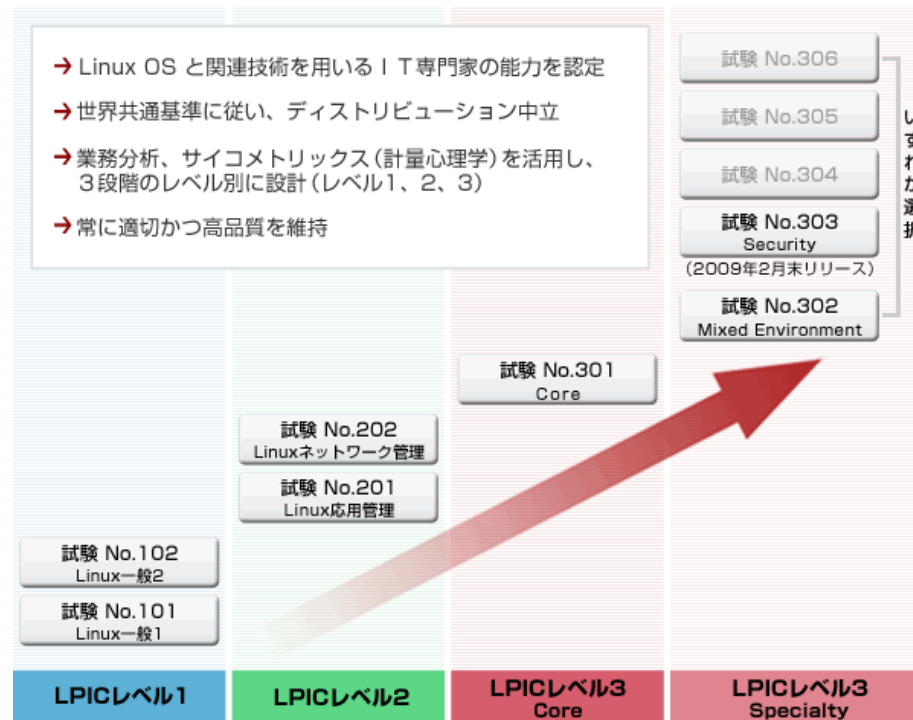 → Linux OS と関連技術を用いるＩＴ専門家の能力を認定
→ 世界共通基準に従い、ディストリビューション中立
→ 業務分析、サイコメトリックス(計量心理学)を活用し、
３段階のレベル別に設計(レベル1、2、3)
→ 常に適切かつ高品質を維持
試験 No.306
試験 No.305
試験 No.304
試験 No.303
Security
(2009年2月末リリース)
試験 No.302
Mixed Environment
いずれか選択
試験 No.301
Core
試験 No.202
Linuxネットワーク管理
試験 No.201
Linux応用管理
試験 No.102
Linux一般2
試験 No.101
Linux一般1
LPICレベル1
LPICレベル2
LPICレベル3
Core
LPICレベル3
Specialty